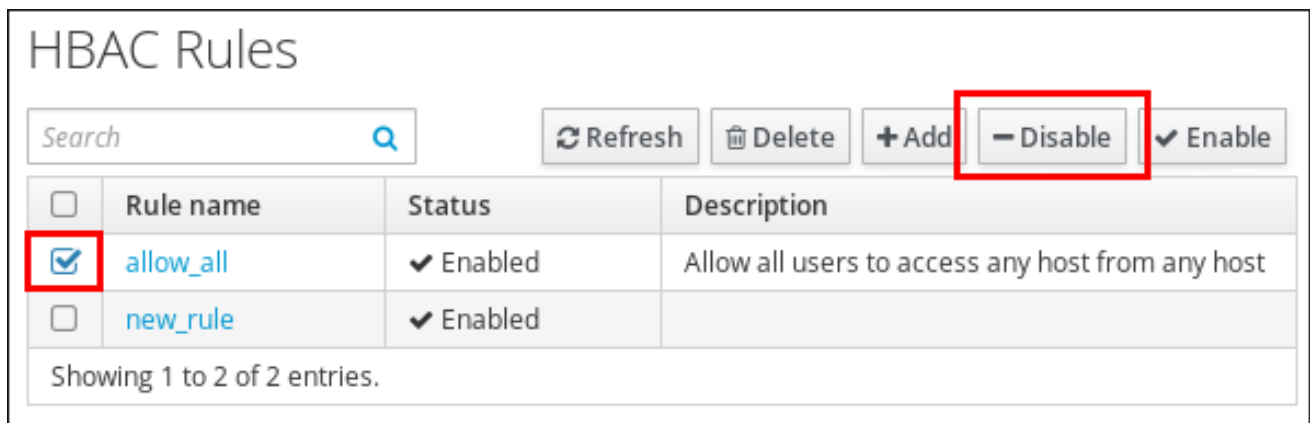 HBAC Rules
Search Refresh Delete Add Disable Enable
Rule name Status Description
allow_all Enabled Allow all users to access any host from any host
new_rule Enabled
Showing 1 to 2 of 2 entries.